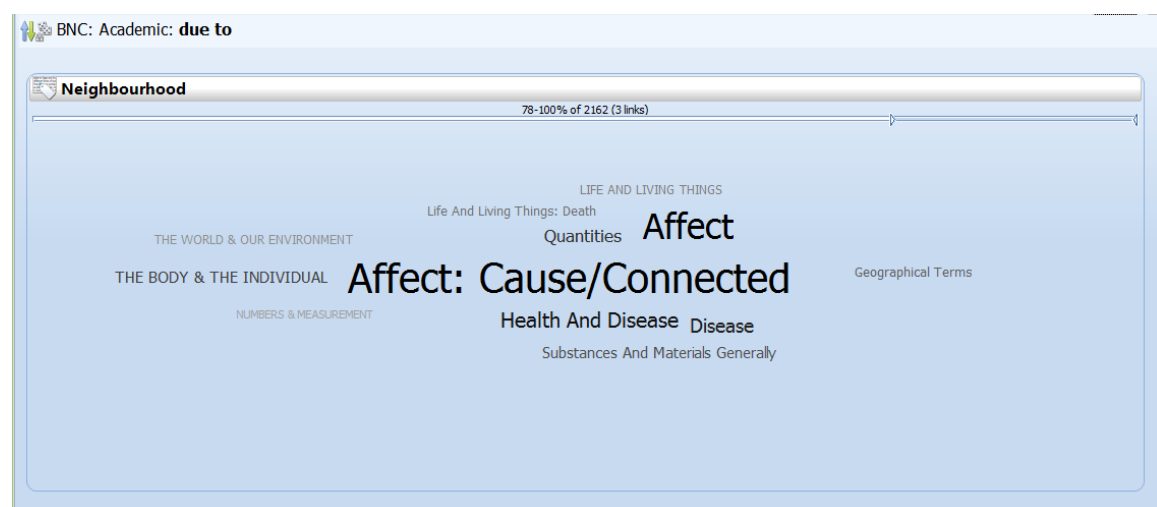 BNC: Academic: due to
Neighbourhood
78-100% of 2162 (3 links)
LIFE AND LIVING THINGS
Life And Living Things: Death
Affect
Quantities
THE WORLD & OUR ENVIRONMENT
THE BODY & THE INDIVIDUAL
Affect: Cause/Connected
Geographical Terms
NUMBERS & MEASUREMENT
Health And Disease
Disease
Substances And Materials Generally